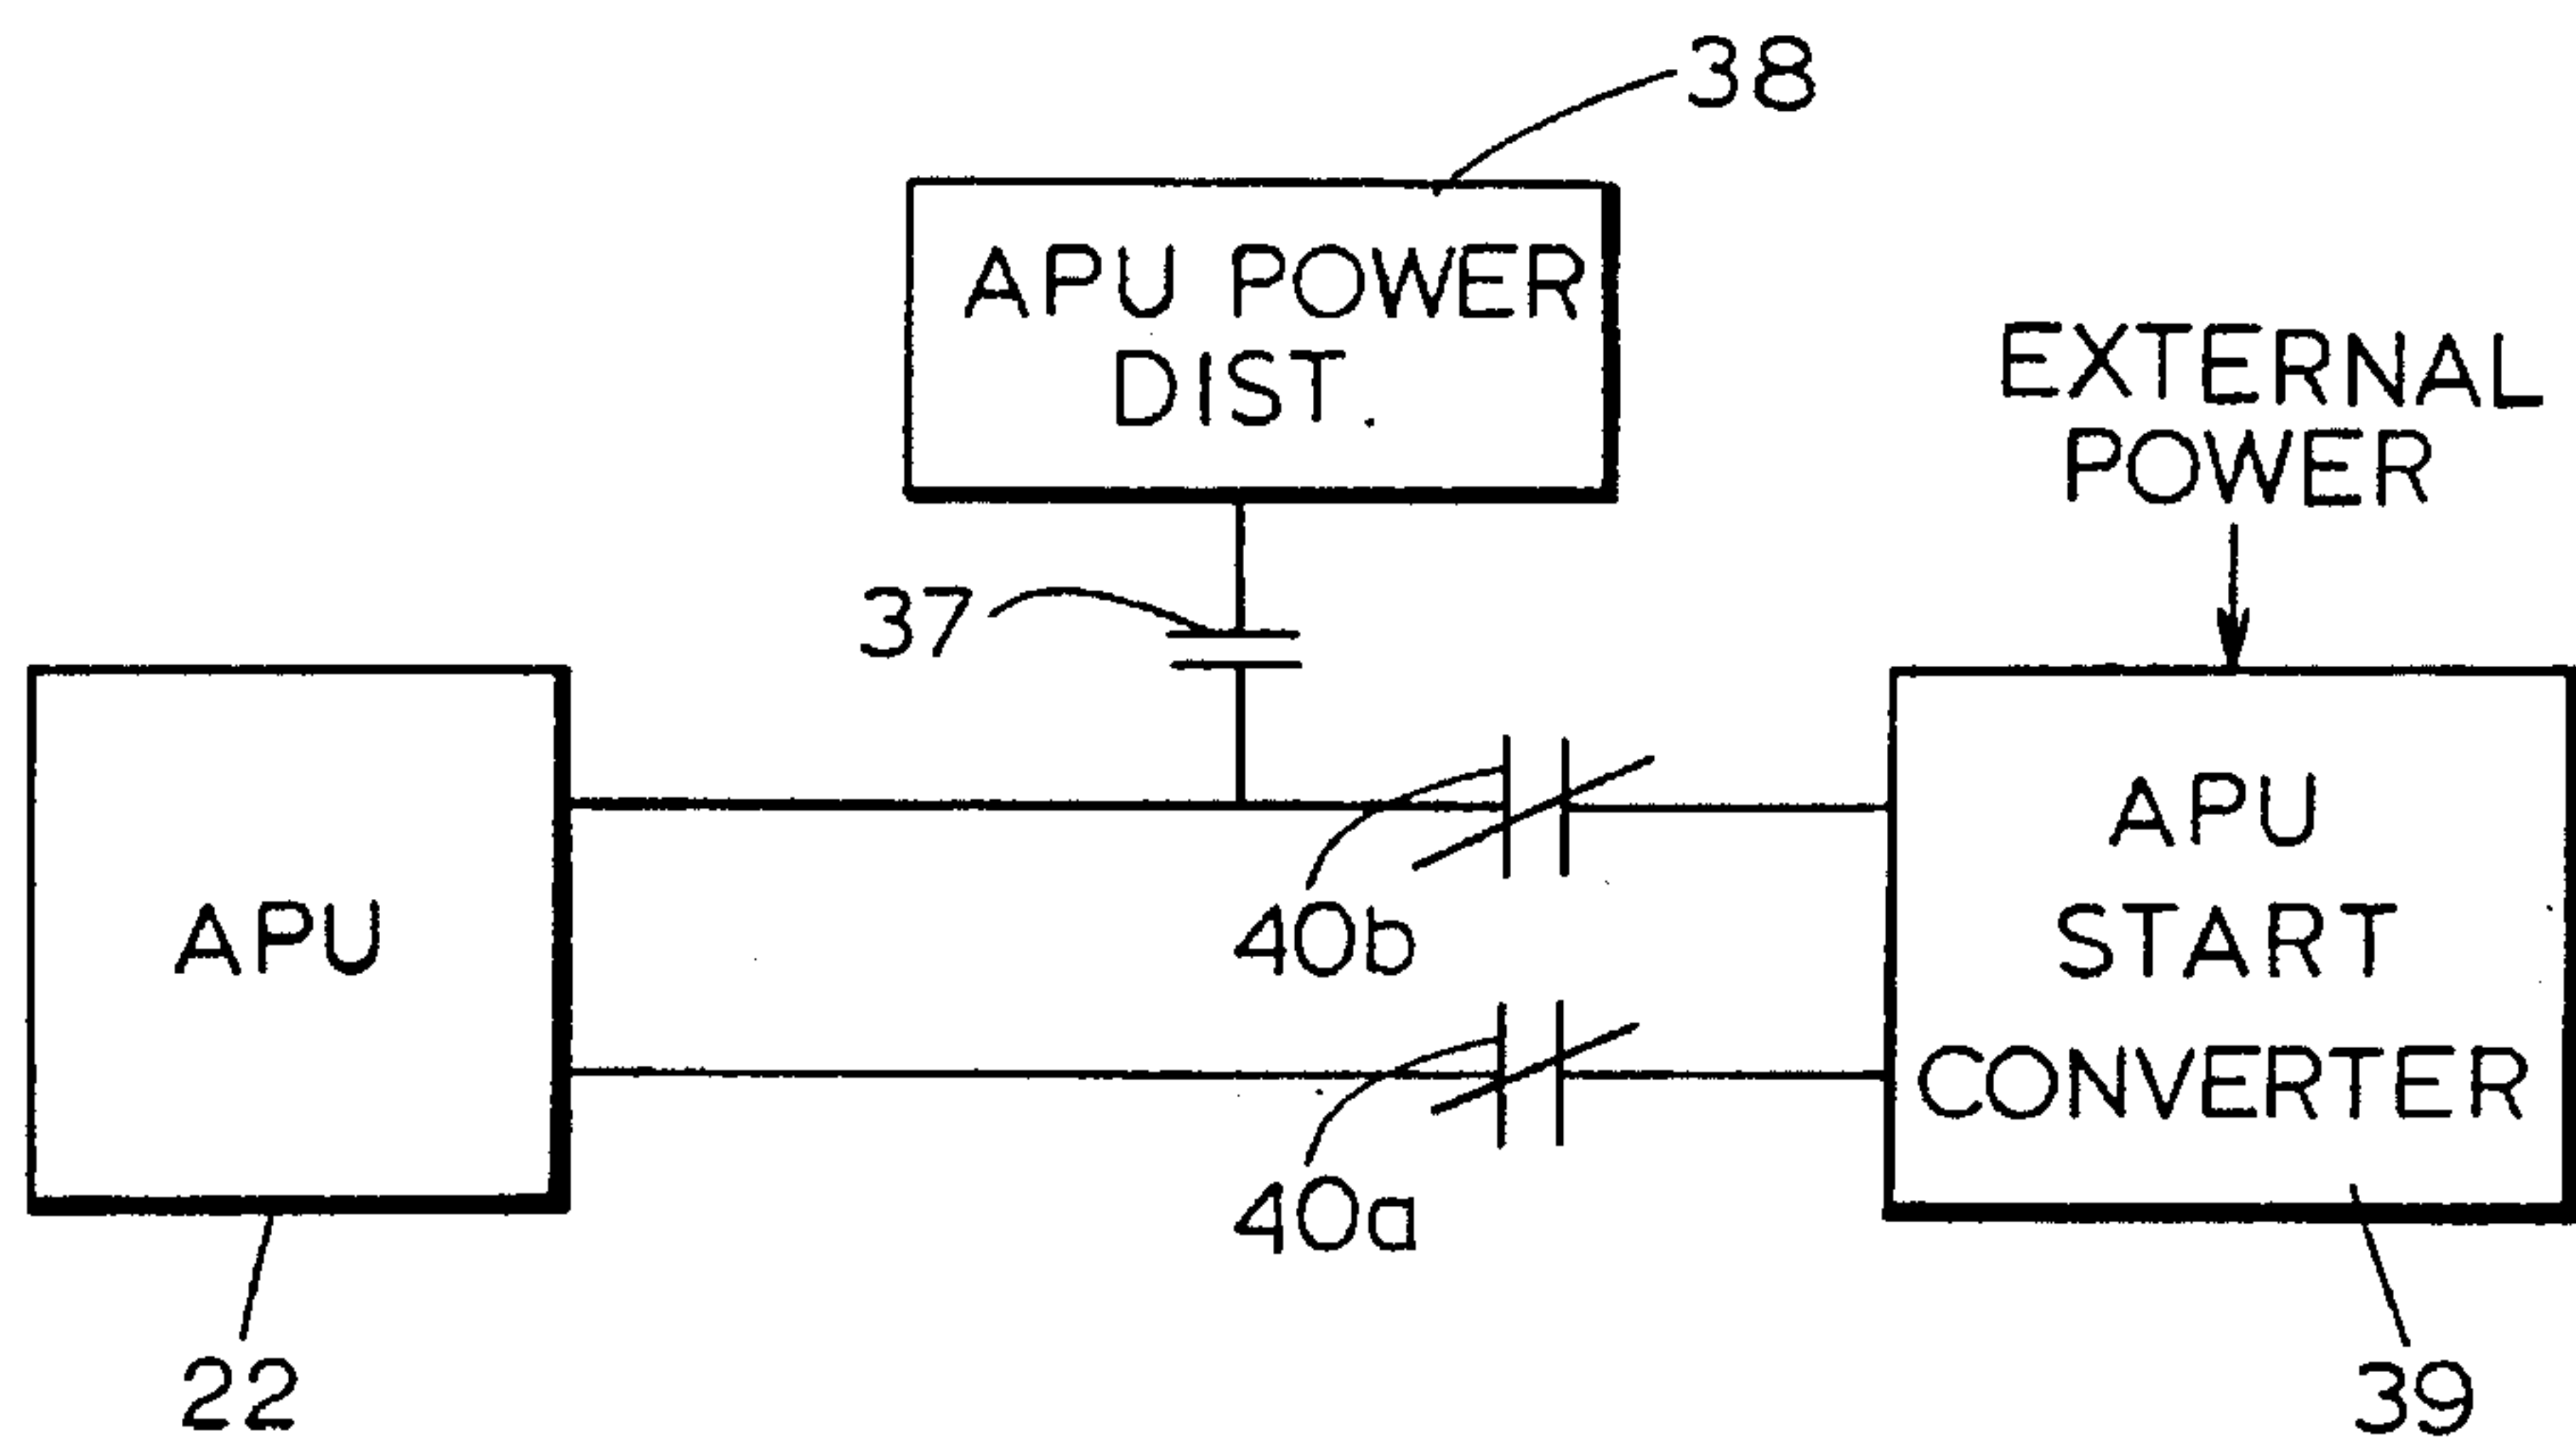 38
APU POWER
DIST.
EXTERNAL
POWER
37
APU
40b
APU
START
CONVERTER
40a
22
39